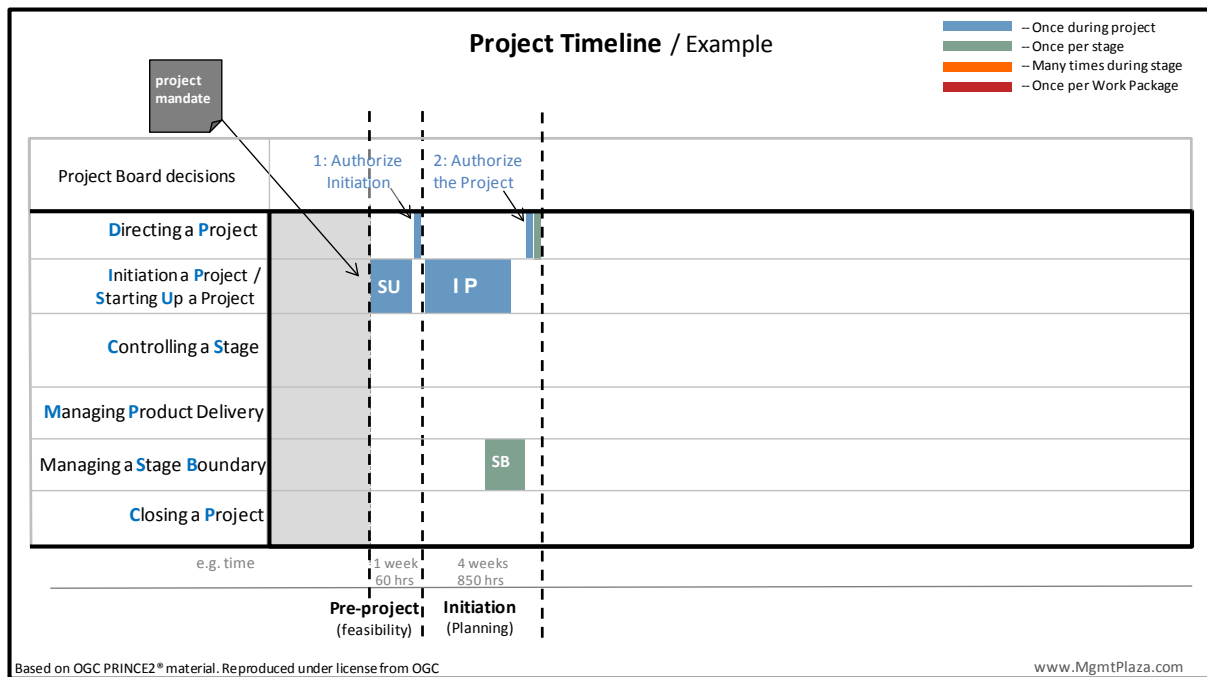 Project Timeline / Example
-- Once during project
-- Once per stage
-- Many times during stage
-- Once per Work Package
project
mandate
Project Board decisions
1: Authorize
Initiation
2: Authorize
the Project
Directing a Project
Initiation a Project /
Starting Up a Project
SU
I P
Controlling a Stage
Managing Product Delivery
Managing a Stage Boundary
SB
Closing a Project
e.g. time
1 week
60 hrs
4 weeks
850 hrs
Pre-project
(feasibility)
Initiation
(Planning)
Based on OGC PRINCE2® material. Reproduced under license from OGC
www.MgmtPlaza.com